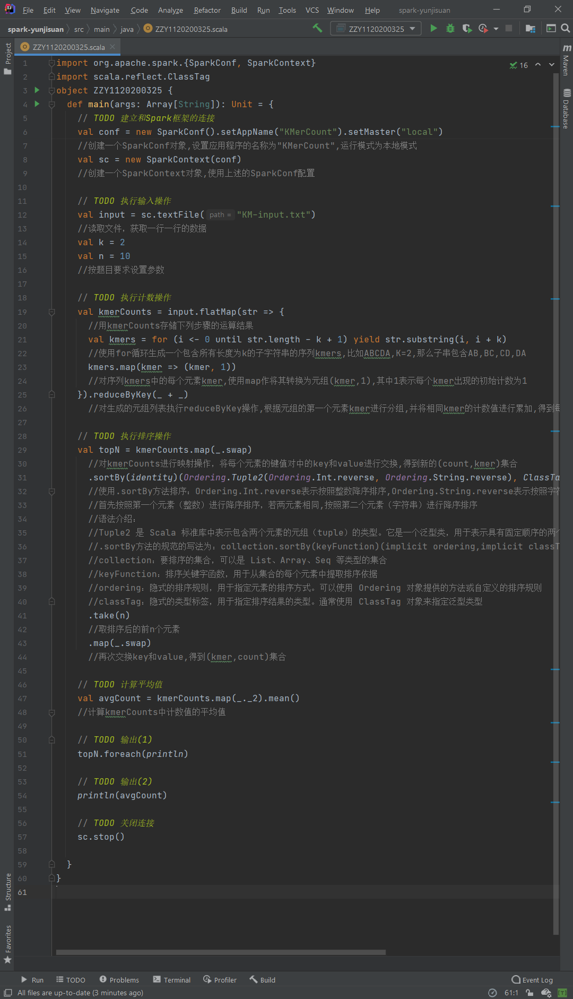 File Edit View Navigate Code Analyze Refactor Build Run Tools VCS Window Help spark-yunjisuan
spark-yunjisuan src main java ZZY1120200325.scala ZZY1120200325
Project
ZZY1120200325.scala
16
Maven
Database
1 import org.apache.spark.{SparkConf, SparkContext}
2 import scala.reflect.ClassTag
3 object ZZY1120200325 {
4 def main(args: Array[String]): Unit = {
5 // TODO 建立和Spark框架的连接
6 val conf = new SparkConf().setAppName("KMerCount").setMaster("local")
7 //创建一个SparkConf对象,设置应用程序的名称为"KMerCount",运行模式为本地模式
8 val sc = new SparkContext(conf)
9 //创建一个SparkContext对象,使用上述的SparkConf配置
10
11 // TODO 执行输入操作
12 val input = sc.textFile( path = "KM-input.txt")
13 //读取文件，获取一行一行的数据
14 val k = 2
15 val n = 10
16 //按题目要求设置参数
17
18 // TODO 执行计数操作
19 val kmerCounts = input.flatMap(str => {
20 //用kmerCounts存储下列步骤的运算结果
21 val kmers = for (i <- 0 until str.length - k + 1) yield str.substring(i, i + k)
22 //使用for循环生成一个包含所有长度为k的子字符串的序列kmers,比如ABCDA,K=2,那么子串包含AB,BC,CD,DA
23 kmers.map(kmer => (kmer, 1))
24 //对序列kmers中的每个元素kmer,使用map作将其转换为元组(kmer,1),其中1表示每个kmer出现的初始计数为1
25 }).reduceByKey(_ + _)
26 //对生成的元组列表执行reduceByKey操作,根据元组的第一个元素kmer进行分组,并将相同kmer的计数值进行累加,得到每
27
28 // TODO 执行排序操作
29 val topN = kmerCounts.map(_.swap)
30 //对kmerCounts进行映射操作，将每个元素的键值对中的key和value进行交换,得到新的(count,kmer)集合
31 .sortBy(identity)(Ordering.Tuple2(Ordering.Int.reverse, Ordering.String.reverse), ClassTa
32 //使用.sortBy方法排序：Ordering.Int.reverse表示按照整数降序排序,Ordering.String.reverse表示按照字符
33 //首先按照第一个元素（整数）进行降序排序，若两元素相同,按照第二个元素（字符串）进行降序排序
34 //语法介绍：
35 //Tuple2 是 Scala 标准库中表示包含两个元素的元组（tuple）的类型。它是一个泛型类，用于表示具有固定顺序的两个
36 //.sortBy方法的规范的写法为：collection.sortBy(keyFunction)(implicit ordering,implicit classT
37 //collection：要排序的集合，可以是 List、Array、Seq 等类型的集合
38 //keyFunction：排序关键字函数，用于从集合的每个元素中提取排序依据
39 //ordering：隐式的排序规则，用于指定元素的排序方式。可以使用 Ordering 对象提供的方法或自定义的排序规则
40 //classTag：隐式的类型标签，用于指定排序结果的类型。通常使用 ClassTag 对象来指定泛型类型
41 .take(n)
42 //取排序后的前n个元素
43 .map(_.swap)
44 //再次交换key和value,得到(kmer,count)集合
45
46 // TODO 计算平均值
47 val avgCount = kmerCounts.map(_._2).mean()
48 //计算kmerCounts中计数值的平均值
49
50 // TODO 输出(1)
51 topN.foreach(println)
52
53 // TODO 输出(2)
54 println(avgCount)
55
56 // TODO 关闭连接
57 sc.stop()
58
59 }
60 }
61
Structure
Favorites
Run TODO Problems Terminal Profiler Build Event Log
All files are up-to-date (3 minutes ago) 61:1